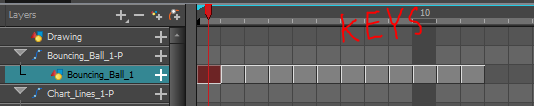 Layers
KEYS
10
Drawing
Bouncing_Ball_1-P
Bouncing_Ball_1
Chart_Lines_1-P